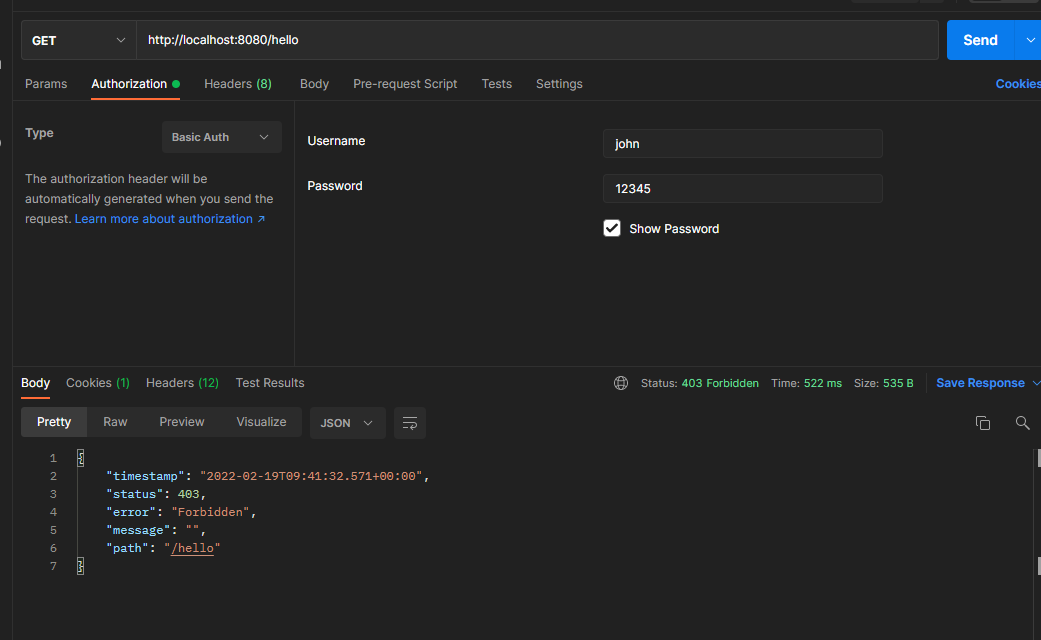 GET http://localhost:8080/hello Send
Params Authorization Headers (8) Body Pre-request Script Tests Settings Cookies
Type Basic Auth
The authorization header will be
automatically generated when you send the
request. Learn more about authorization ↗
Username john
Password 12345
Show Password
Body Cookies (1) Headers (12) Test Results Status: 403 Forbidden Time: 522 ms Size: 535 B Save Response
Pretty Raw Preview Visualize JSON
1 {
2 "timestamp": "2022-02-19T09:41:32.571+00:00",
3 "status": 403,
4 "error": "Forbidden",
5 "message": "",
6 "path": "/hello"
7 }